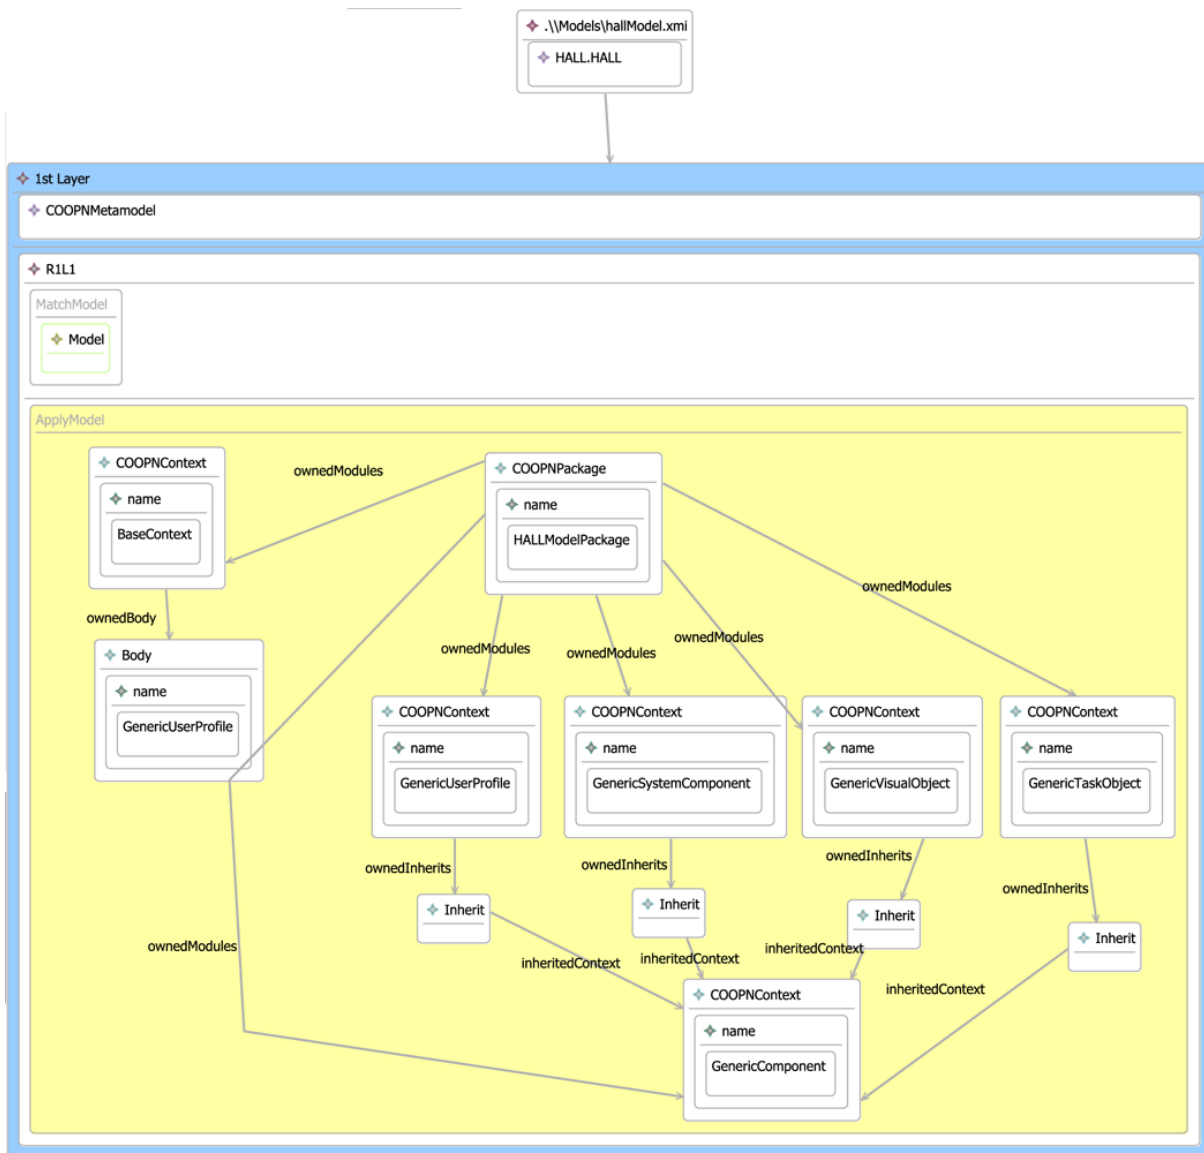 .\\Models\hallModel.xmi
HALL.HALL
1st Layer
COOPNMetamodel
R1L1
MatchModel
Model
ApplyModel
COOPNContext
name
BaseContext
ownedModules
COOPNPackage
name
HALLModelPackage
ownedModules
ownedBody
Body
name
GenericUserProfile
ownedModules
ownedModules
ownedModules
COOPNContext
name
GenericUserProfile
COOPNContext
name
GenericSystemComponent
COOPNContext
name
GenericVisualObject
COOPNContext
name
GenericTaskObject
ownedInherits
ownedInherits
ownedInherits
ownedInherits
Inherit
Inherit
Inherit
Inherit
ownedModules
inheritedContext
inheritedContext
inheritedContext
inheritedContext
COOPNContext
name
GenericComponent